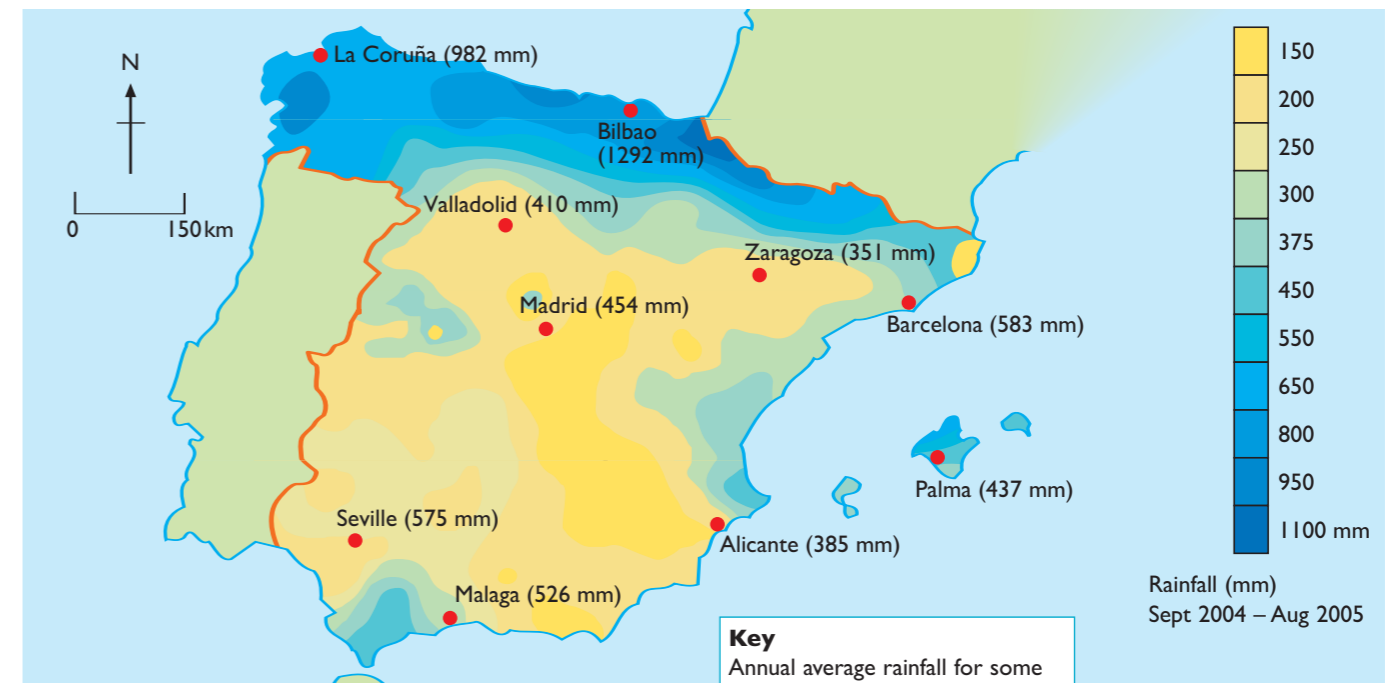 N
0 150 km
La Coruña (982 mm)
Bilbao
(1292 mm)
Valladolid (410 mm)
Zaragoza (351 mm)
Madrid (454 mm)
Barcelona (583 mm)
Palma (437 mm)
Seville (575 mm)
Alicante (385 mm)
Malaga (526 mm)
150
200
250
300
375
450
550
650
800
950
1100 mm
Rainfall (mm)
Sept 2004 – Aug 2005
Key
Annual average rainfall for some